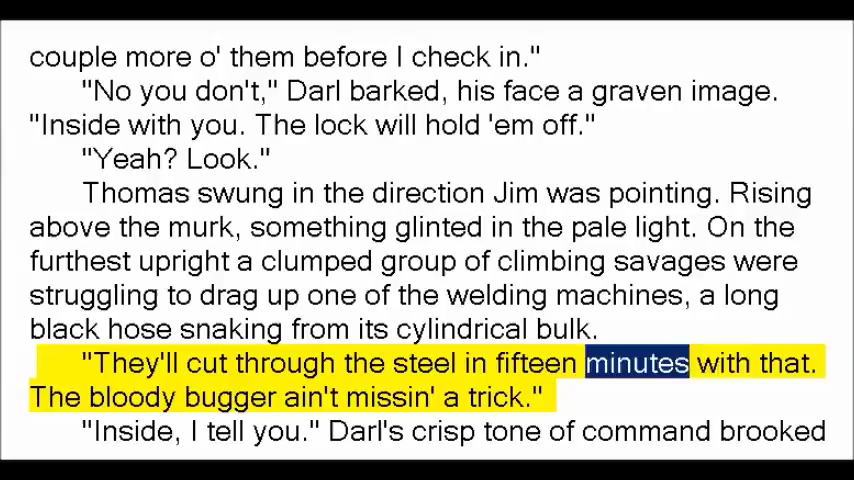 couple more o' them before I check in."
"No you don't," Darl barked, his face a graven image.
"Inside with you. The lock will hold 'em off."
"Yeah? Look."
Thomas swung in the direction Jim was pointing. Rising
above the murk, something glinted in the pale light. On the
furthest upright a clumped group of climbing savages were
struggling to drag up one of the welding machines, a long
black hose snaking from its cylindrical bulk.
"They'll cut through the steel in fifteen minutes with that.
The bloody bugger ain't missin' a trick."
"Inside, I tell you." Darl's crisp tone of command brooked